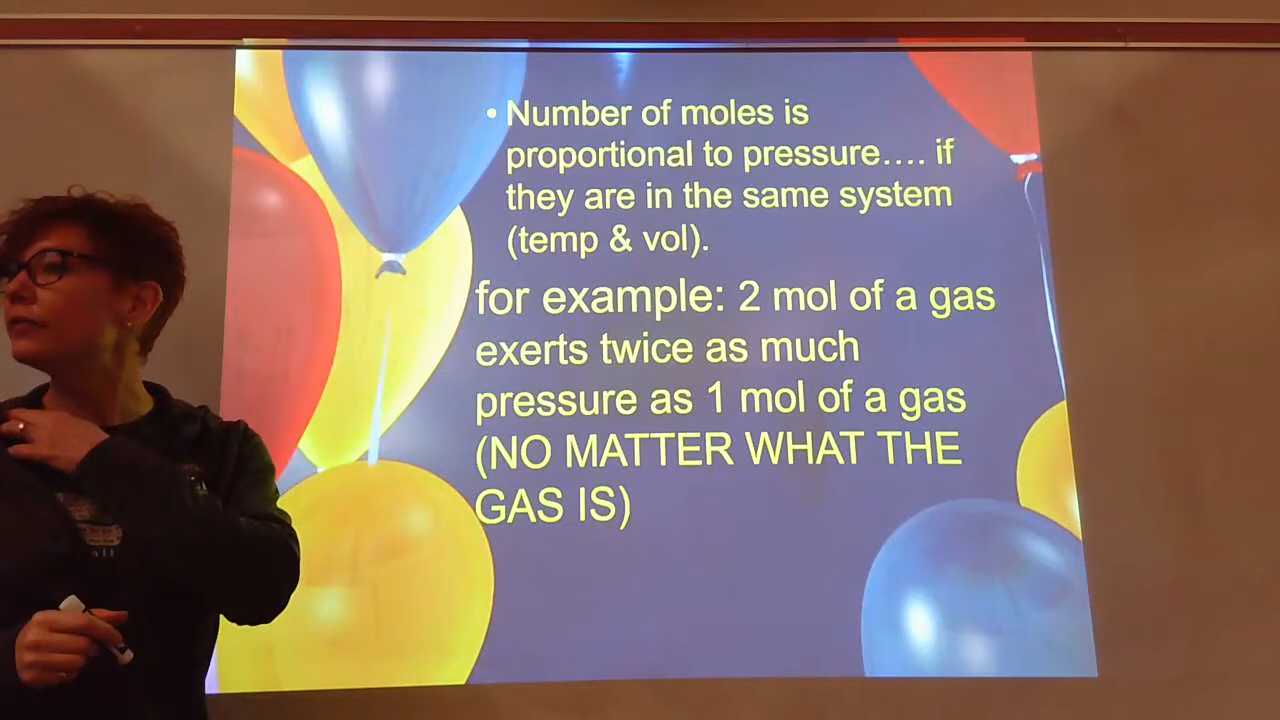 • Number of moles is
proportional to pressure…. if
they are in the same system
(temp & vol).
for example: 2 mol of a gas
exerts twice as much
pressure as 1 mol of a gas
(NO MATTER WHAT THE
GAS IS)